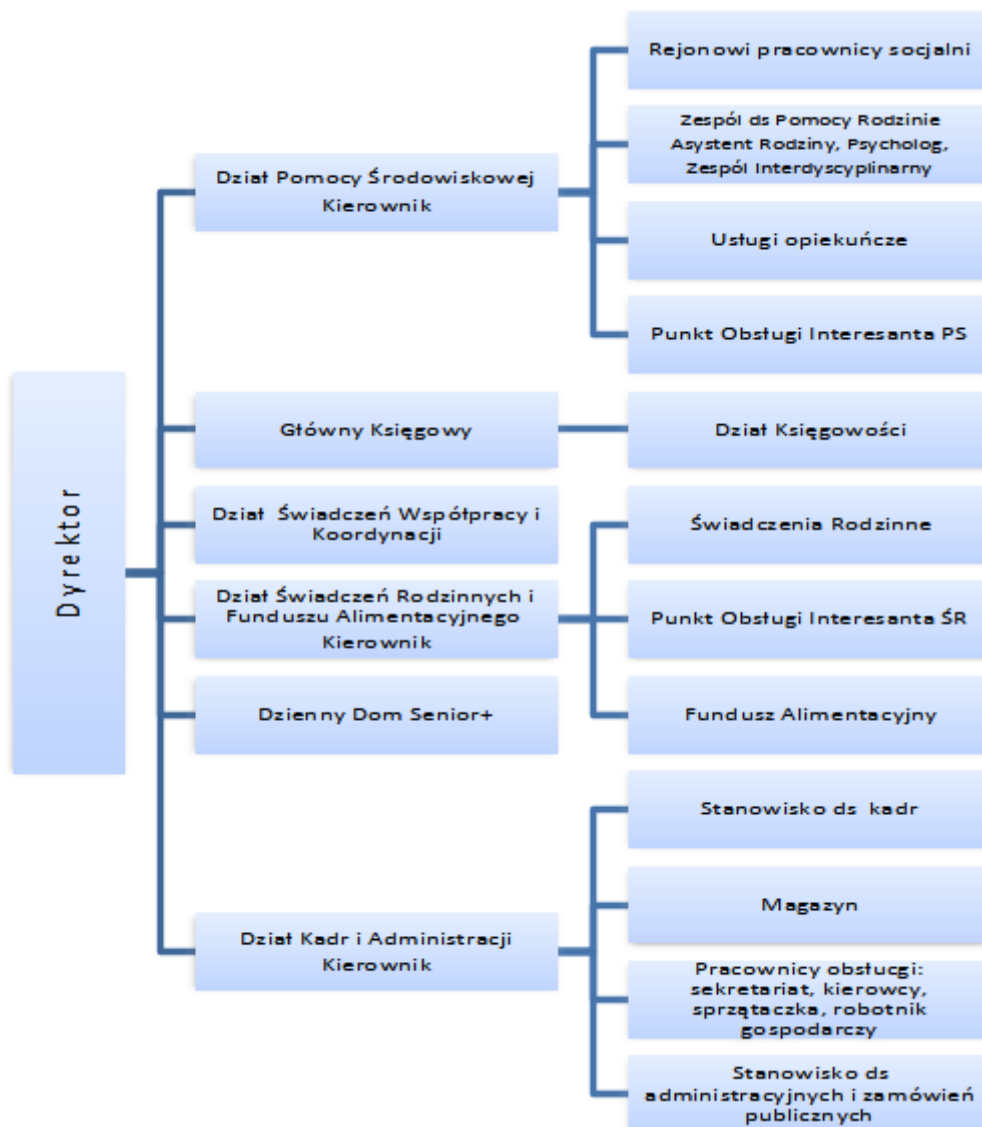 Dyrektor
Dział Pomocy Środowiskowej
Kierownik
Rejonowi pracownicy socjalni
Zespól ds Pomocy Rodzinie
Asystent Rodziny, Psycholog,
Zespól Interdyscyplinarny
Usługi opiekuńcze
Punkt Obsługi Interesanta PS
Główny Księgowy
Dział Księgowości
Dział Świadczeń Współpracy i
Koordynacji
Dział Świadczeń Rodzinnych i
Funduszu Alimentacyjnego
Kierownik
Świadczenia Rodzinne
Punkt Obsługi Interesanta ŚR
Fundusz Alimentacyjny
Dzienny Dom Senior+
Dział Kadr i Administracji
Kierownik
Stanowisko ds kadr
Magazyn
Pracownicy obsłucgi:
sekretariat, kierowcy,
sprzątaczka, robotnik
gospodarczy
Stanowisko ds
administracyjnych i zamówień
publicznych